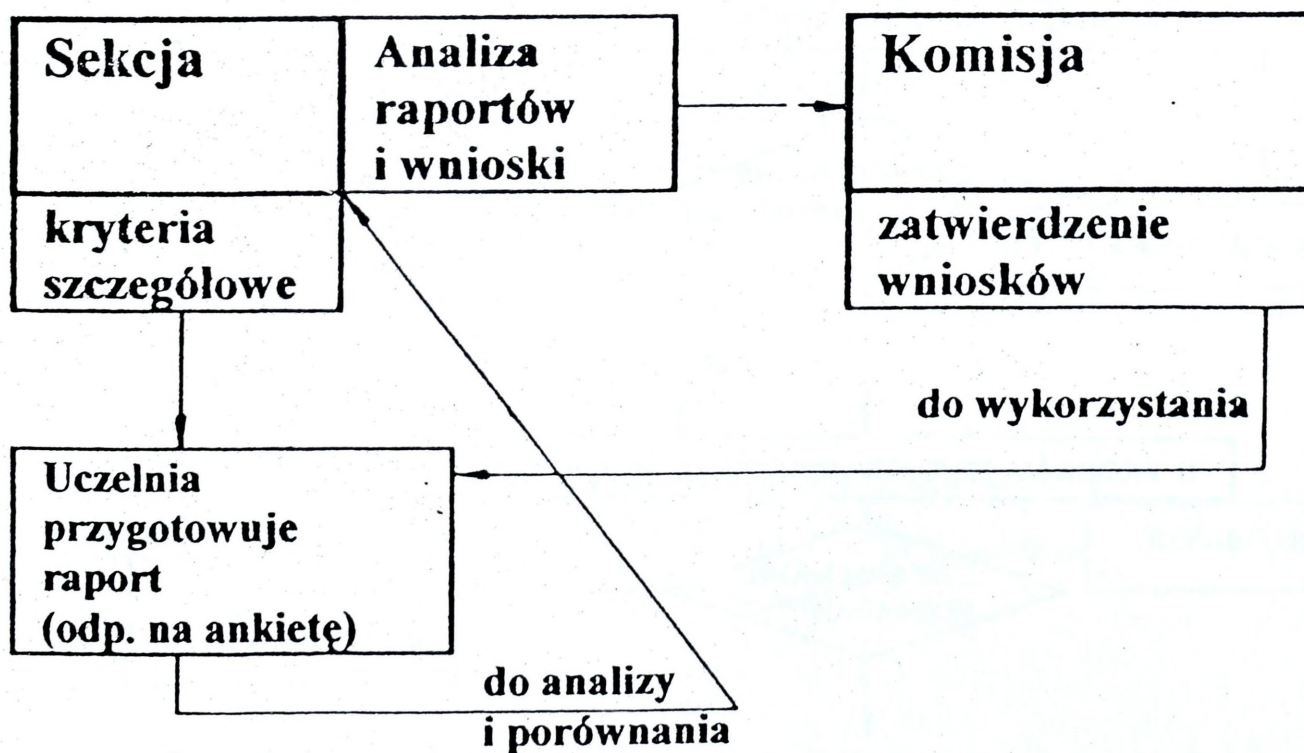 Sekcja
Analiza
raportów
i wnioski
Komisja
kryteria
szczegółowe
zatwierdzenie
wniosków
do wykorzystania
Uczelnia
przygotowuje
raport
(odp. na ankietę)
do analizy
i porównania